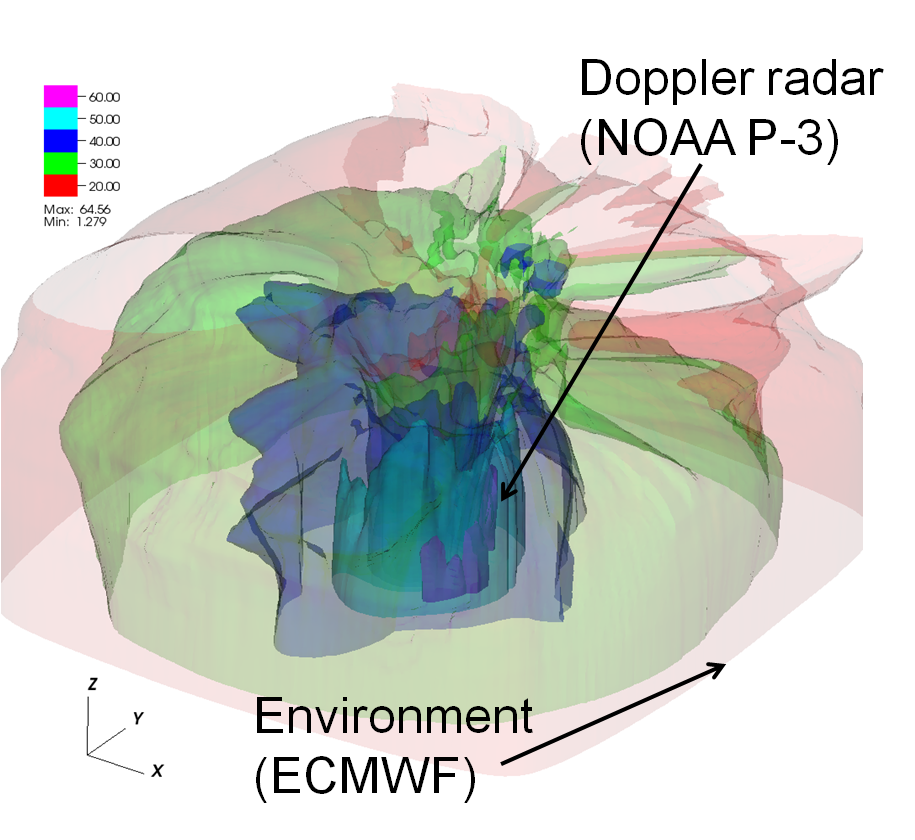 Doppler radar
(NOAA P-3)
60.00
50.00
40.00
30.00
20.00
Max: 64.56
Min: 1.279
Z
Y
X
Environment
(ECMWF)